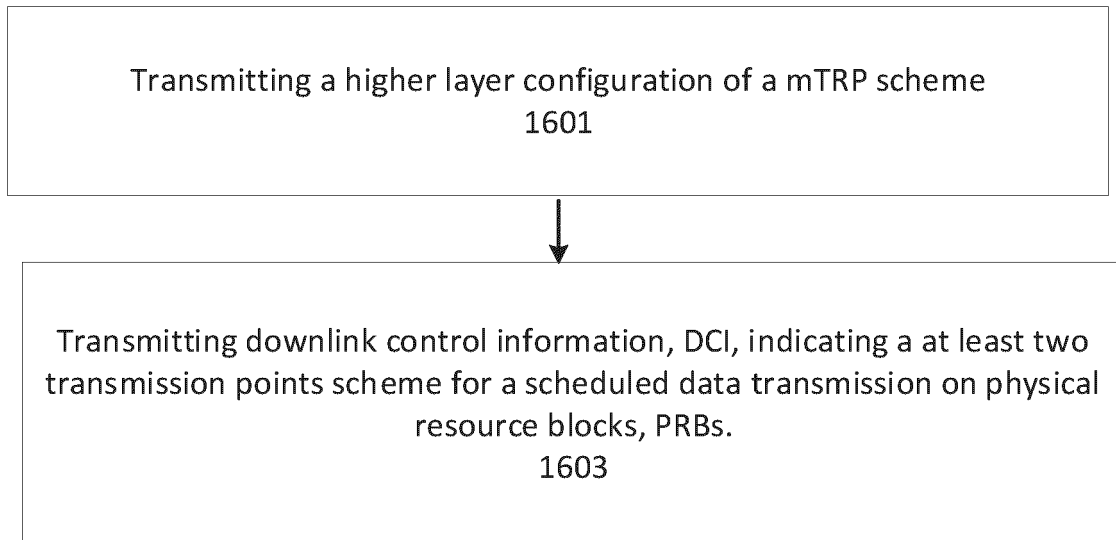 Transmitting a higher layer configuration of a mTRP scheme
1601
Transmitting downlink control information, DCI, indicating a at least two
transmission points scheme for a scheduled data transmission on physical
resource blocks, PRBs.
1603